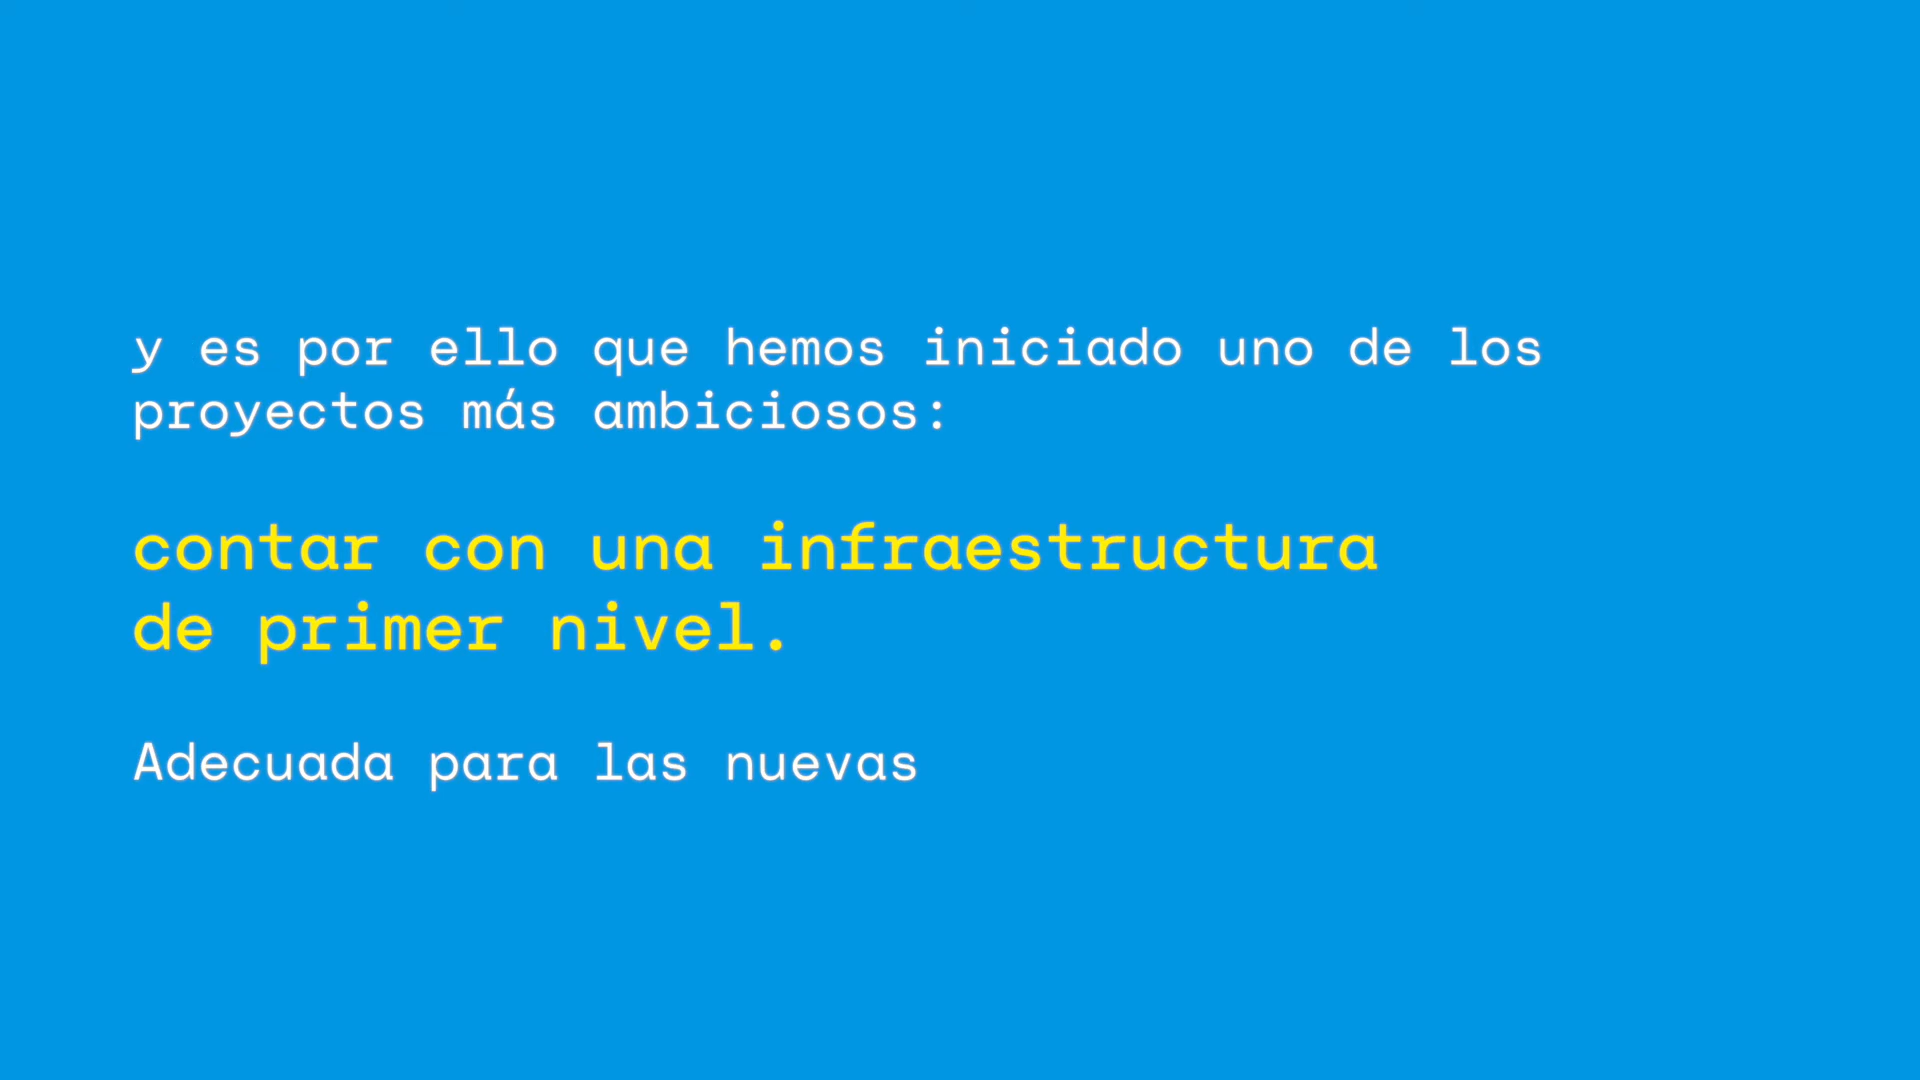 y es por ello que hemos iniciado uno de los
proyectos más ambiciosos:
contar con una infraestructura
de primer nivel.
Adecuada para las nuevas